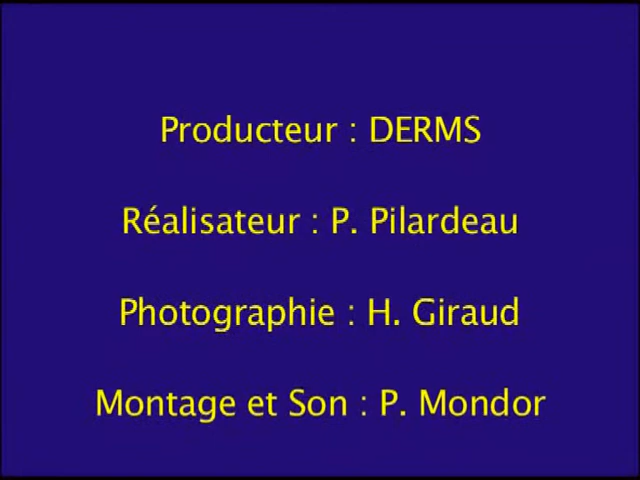 Producteur : DERMS
Réalisateur : P. Pilardeau
Photographie : H. Giraud
Montage et Son : P. Mondor